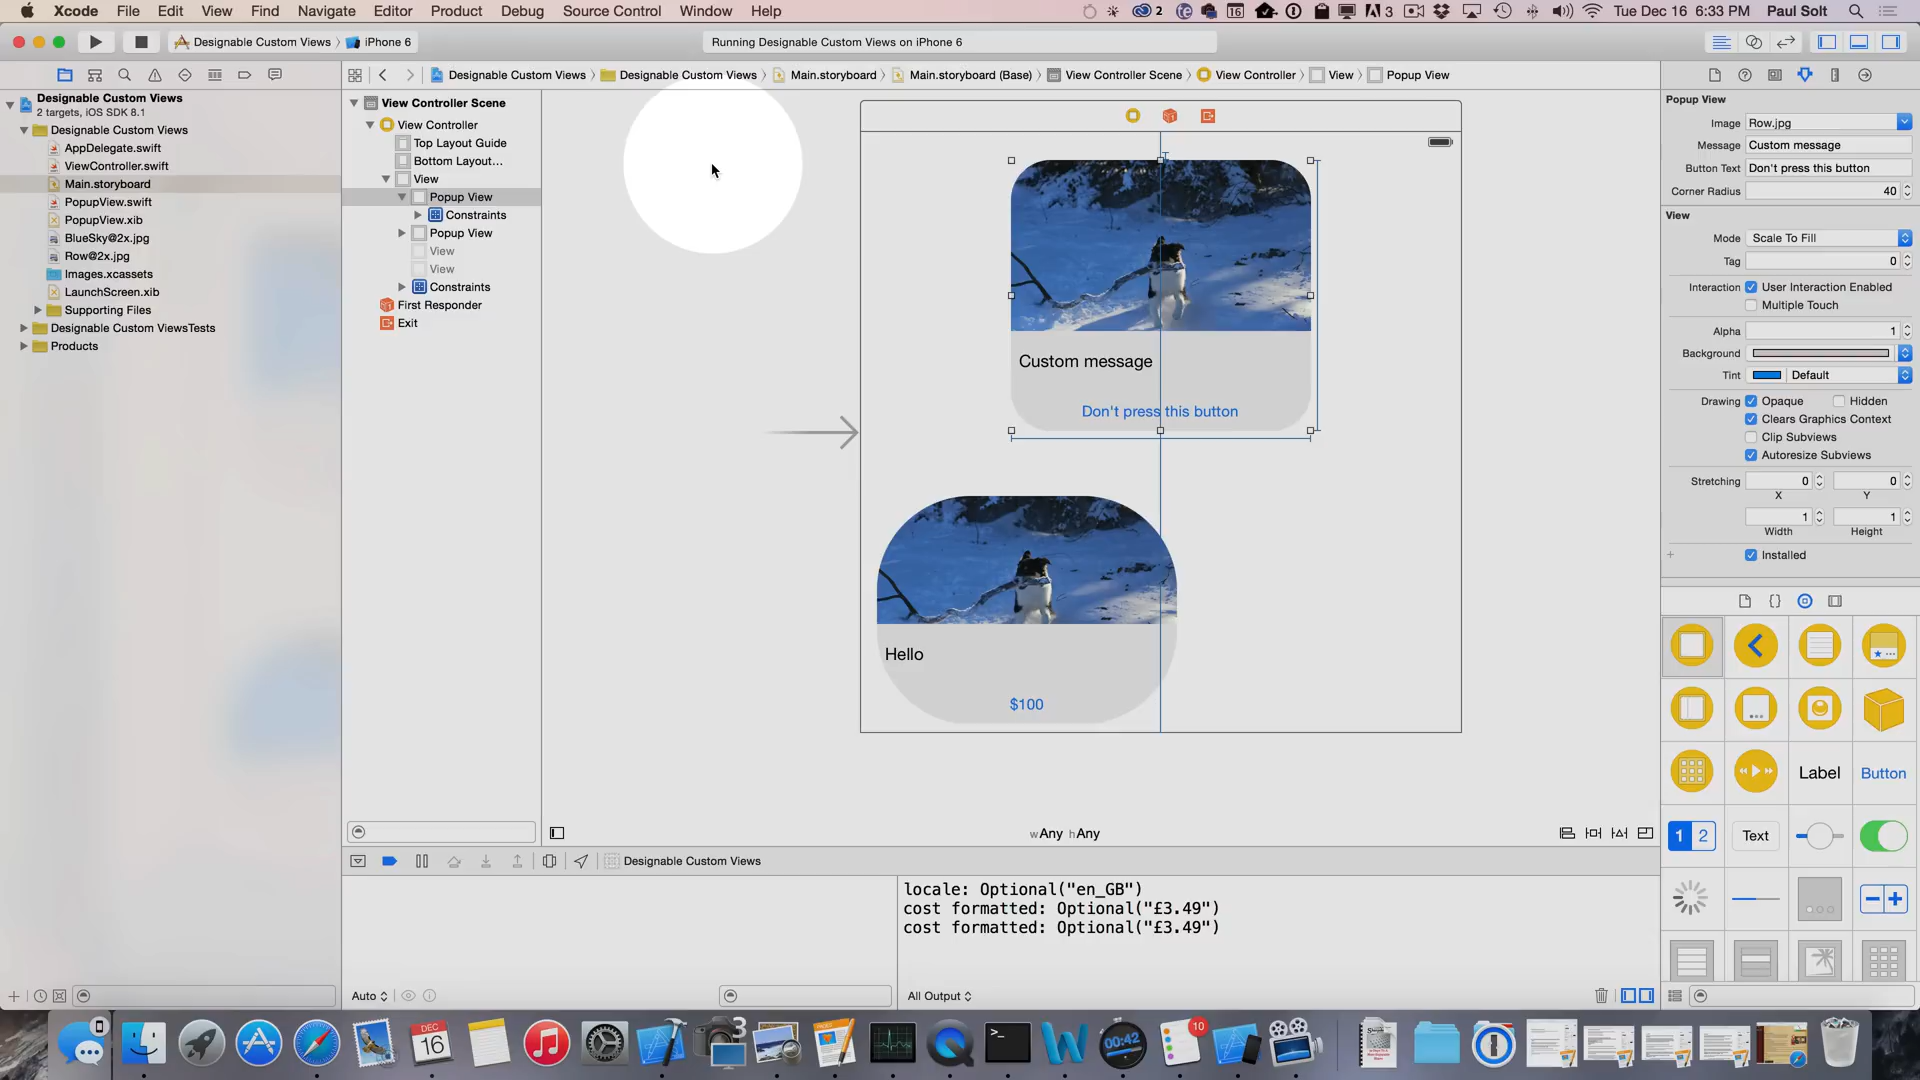 Xcode File Edit View Find Navigate Editor Product Debug Source Control Window Help 2 16 3 Tue Dec 16 6:33 PM Paul Solt
Designable Custom Views iPhone 6 Running Designable Custom Views on iPhone 6
Designable Custom Views Designable Custom Views Main.storyboard Main.storyboard (Base) View Controller Scene View Controller View Popup View
Designable Custom Views
2 targets, iOS SDK 8.1
Designable Custom Views
AppDelegate.swift
ViewController.swift
Main.storyboard
PopupView.swift
PopupView.xib
BlueSky@2x.jpg
Row@2x.jpg
Images.xcassets
LaunchScreen.xib
Supporting Files
Designable Custom ViewsTests
Products
View Controller Scene
View Controller
Top Layout Guide
Bottom Layout...
View
Popup View
Constraints
Popup View
View
View
Constraints
First Responder
Exit
Custom message
Don't press this button
Hello
$100
wAny hAny
Popup View
Image Row.jpg
Message Custom message
Button Text Don't press this button
Corner Radius 40
View
Mode Scale To Fill
Tag 0
Interaction User Interaction Enabled
Multiple Touch
Alpha 1
Background
Tint Default
Drawing Opaque Hidden
Clears Graphics Context
Clip Subviews
Autoresize Subviews
Stretching 0 0
X Y
1 1
Width Height
Installed
Label Button
1 2 Text
Designable Custom Views
locale: Optional("en_GB")
cost formatted: Optional("£3.49")
cost formatted: Optional("£3.49")
Auto All Output
DEC
16
3
00:42
10